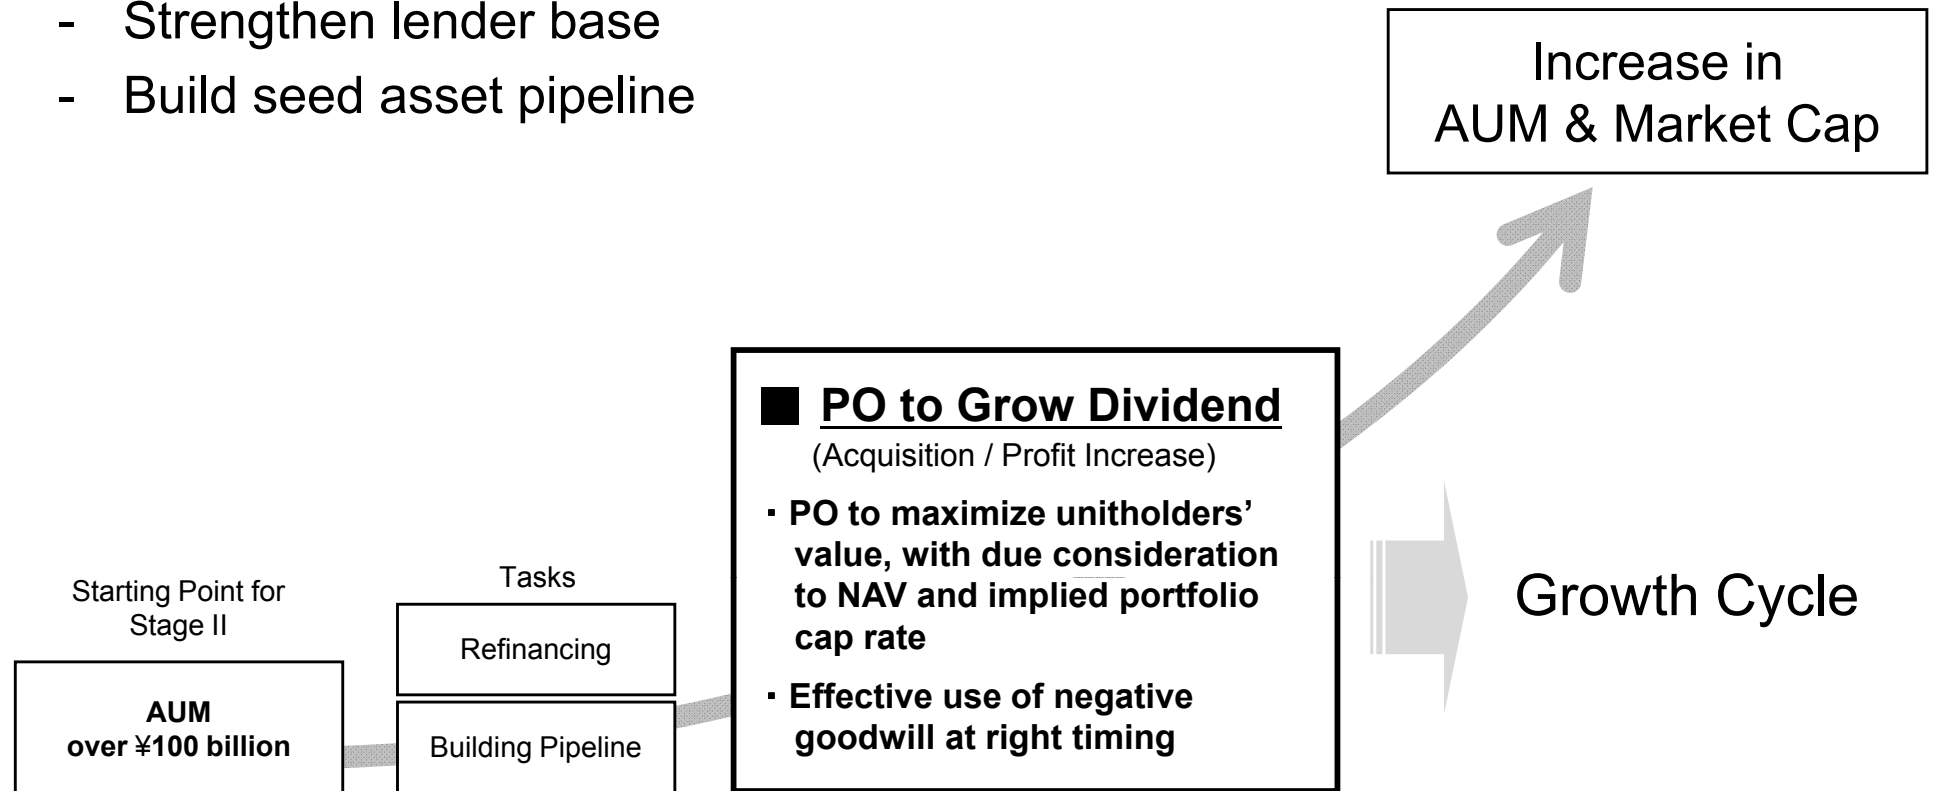 - Strengthen lender base
- Build seed asset pipeline
Increase in
AUM & Market Cap
■ PO to Grow Dividend
(Acquisition / Profit Increase)
・PO to maximize unitholders’
value, with due consideration
to NAV and implied portfolio
cap rate
・Effective use of negative
goodwill at right timing
Starting Point for
Stage II
AUM
over ¥100 billion
Tasks
Refinancing
Building Pipeline
Growth Cycle